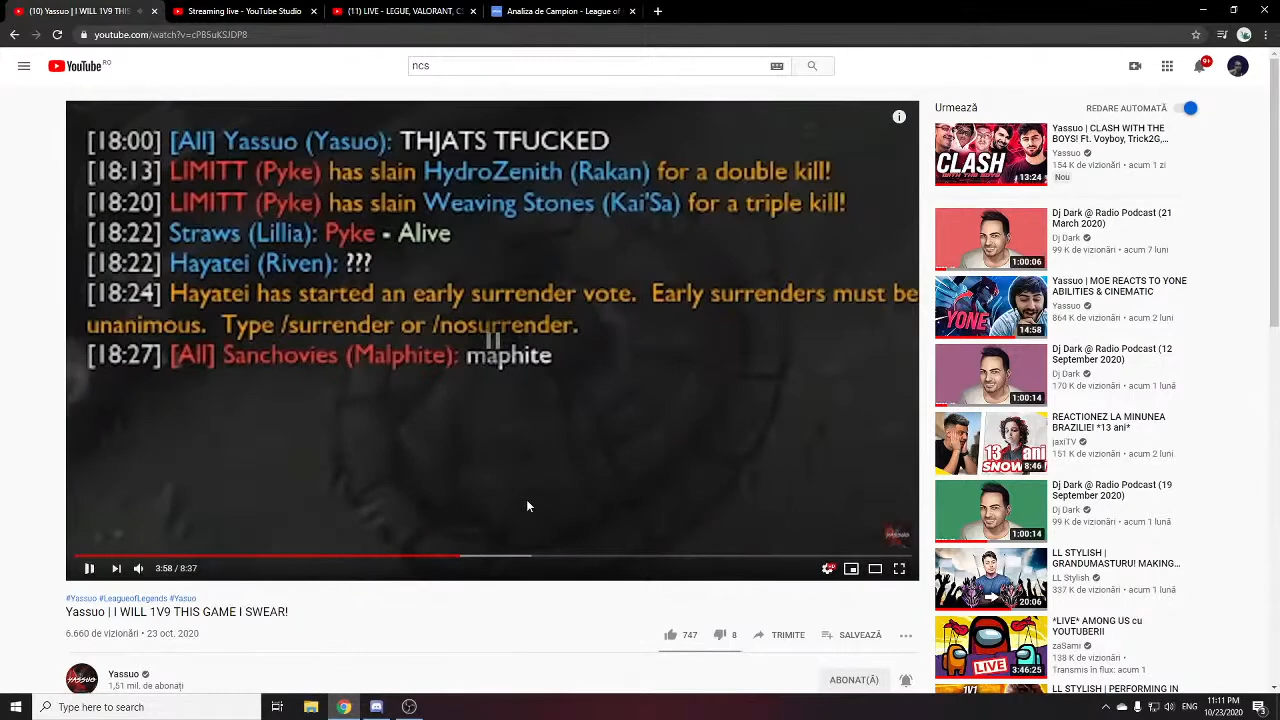 (10) Yassuo | I WILL 1V9 THIS
Streaming live - YouTube Studio
(11) LIVE - LEGUE, VALORANT, CS
Analiza de Campion - League of
youtube.com/watch?v=cPB5uKSJDP8
YouTube RO
ncs
9+
[18:00] [All] Yassuo (Yasuo): THJATS TFUCKED
[18:13] LIMITT (Pyke) has slain HydroZenith (Rakan) for a double kill!
[18:20] LIMITT (Pyke) has slain Weaving Stones (Kai'Sa) for a triple kill!
[18:22] Straws (Lillia): Pyke - Alive
[18:22] Hayatei (Riven): ???
[18:24] Hayatei has started an early surrender vote. Early surrenders must be
unanimous. Type /surrender or /nosurrender.
[18:27] [All] Sanchovies (Malphite): maphite
YASSUO
3:58 / 8:37
#Yassuo #LeagueofLegends #Yasuo
Yassuo | I WILL 1V9 THIS GAME I SWEAR!
6.660 de vizionări • 23 oct. 2020
747
8
TRIMITE
SALVEAZĂ
YASSUO
Yassuo
1,51 mil. de abonați
ABONAT(Ă)
Urmează
REDARE AUTOMATĂ
CLASH
WITH THE BOYS
13:24
Yassuo | CLASH WITH THE
BOYS! Ft. Voyboy, Trick2G,...
Yassuo
154 K de vizionări • acum 1 zi
Nou
1:00:06
Dj Dark @ Radio Podcast (21
March 2020)
Dj Dark
99 K de vizionări • acum 7 luni
YONE
14:58
Yassuo | MOE REACTS TO YONE
ABILITIES & CINEMATIC
Yassuo
864 K de vizionări • acum 2 luni
1:00:14
Dj Dark @ Radio Podcast (12
September 2020)
Dj Dark
170 K de vizionări • acum 1 lună
13 ani
SNOW
8:46
REACTIONEZ LA MINUNEA
BRAZILIEI *13 ani*
jaxiTV
151 K de vizionări • acum 2 luni
1:00:14
Dj Dark @ Radio Podcast (19
September 2020)
Dj Dark
99 K de vizionări • acum 1 lună
20:06
LL STYLISH |
GRANDUMASTURU! MAKING...
LL Stylish
337 K de vizionări • acum 1 lună
LIVE
3:46:25
*LIVE* AMONG US cu
YOUTUBERII
zaSami
138 K de vizionări •
Transmis în flux: acum 1
1V1
LL STYLISH | PERFORMING IN
Type here to search
ENG
11:11 PM
10/23/2020